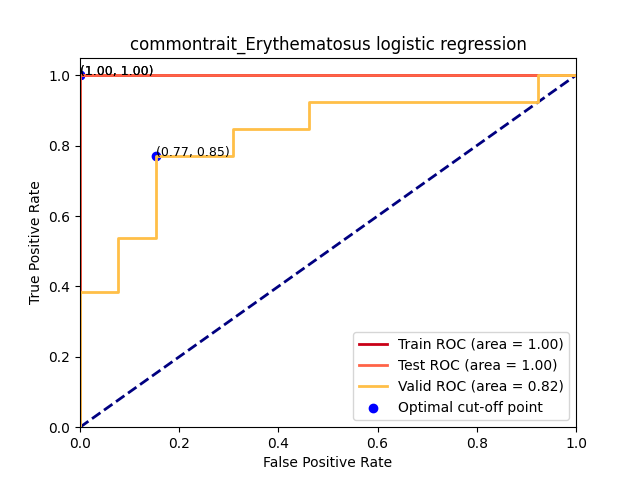 commontrait_Erythematosus logistic regression
True Positive Rate
1.0
0.8
0.6
0.4
0.2
0.0
(1.00, 1.00)
(0.77, 0.85)
Train ROC (area = 1.00)
Test ROC (area = 1.00)
Valid ROC (area = 0.82)
Optimal cut-off point
0.0 0.2 0.4 0.6 0.8 1.0
False Positive Rate